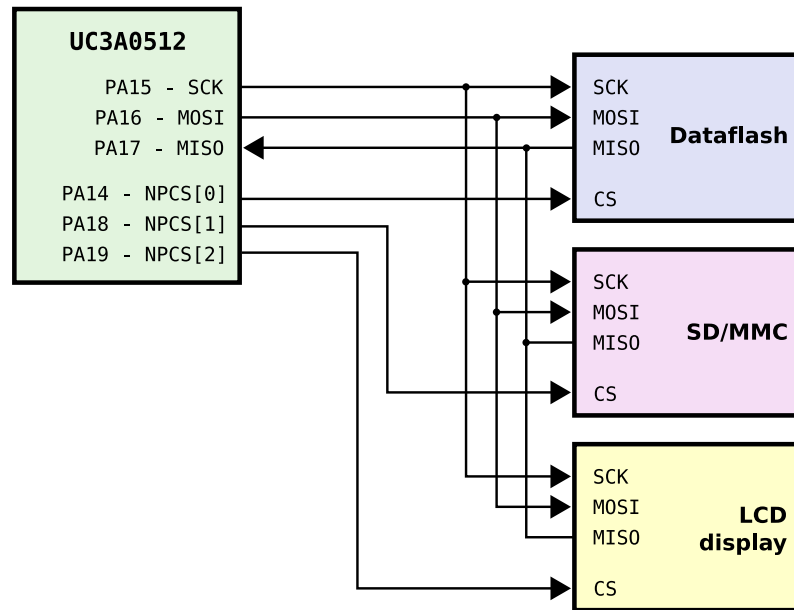 UC3A0512
PA15 - SCK
PA16 - MOSI
PA17 - MISO
PA14 - NPCS[0]
PA18 - NPCS[1]
PA19 - NPCS[2]
SCK
MOSI
MISO
CS
Dataflash
SCK
MOSI
MISO
CS
SD/MMC
SCK
MOSI
MISO
CS
LCD
display